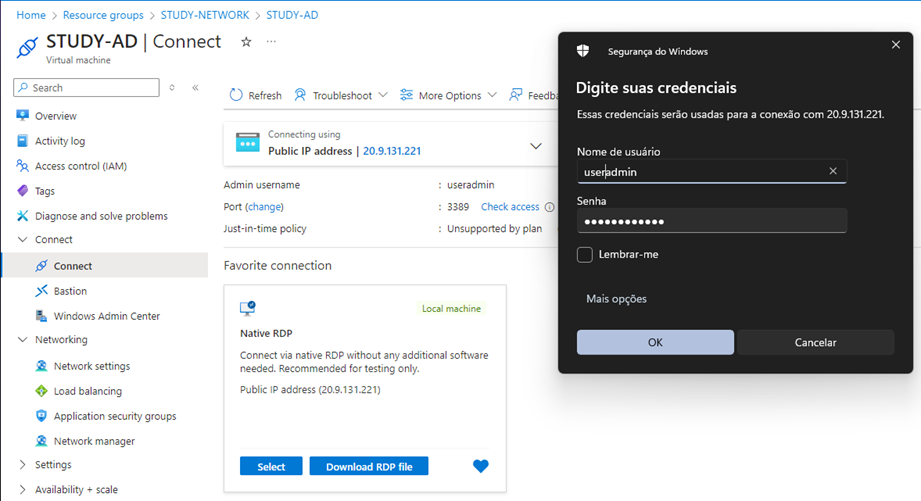 Home > Resource groups > STUDY-NETWORK > STUDY-AD
STUDY-AD | Connect
Virtual machine
Search
Overview
Activity log
Access control (IAM)
Tags
Diagnose and solve problems
Connect
Connect
Bastion
Windows Admin Center
Networking
Network settings
Load balancing
Application security groups
Network manager
Settings
Availability + scale
Refresh Troubleshoot More Options Feedba
Connecting using
Public IP address | 20.9.131.221
Admin username : useradmin
Port (change) : 3389 Check access
Just-in-time policy : Unsupported by plan
Favorite connection
Local machine
Native RDP
Connect via native RDP without any additional software
needed. Recommended for testing only.
Public IP address (20.9.131.221)
Select Download RDP file
Segurança do Windows
Digite suas credenciais
Essas credenciais serão usadas para a conexão com 20.9.131.221.
Nome de usuário
useradmin
Senha
••••••••••••
Lembrar-me
Mais opções
OK Cancelar